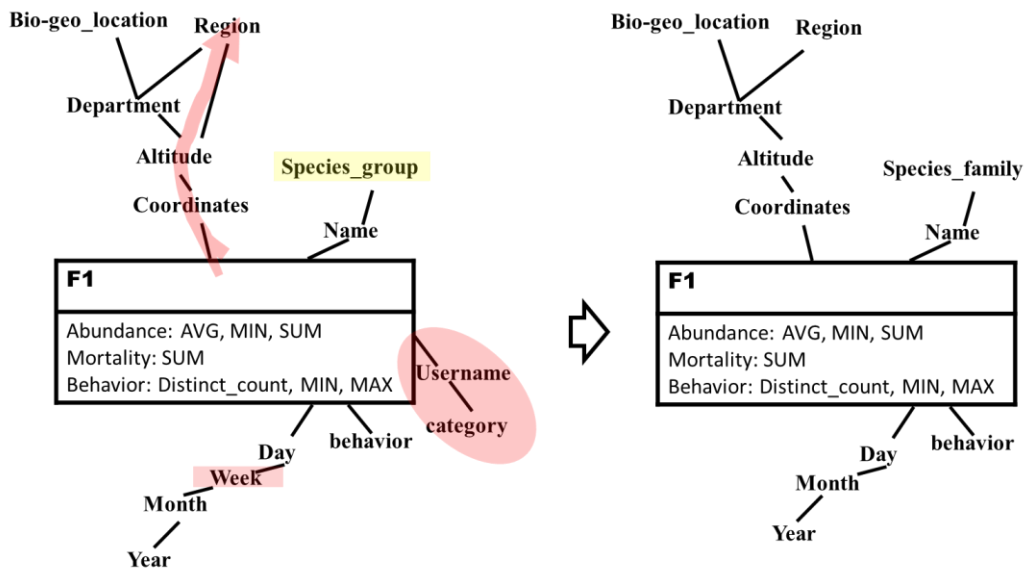 Bio-geo_location
Region
Department
Altitude
Coordinates
Species_group
Name
F1
Abundance: AVG, MIN, SUM
Mortality: SUM
Behavior: Distinct_count, MIN, MAX
Username
category
behavior
Day
Week
Month
Year
Bio-geo_location
Region
Department
Altitude
Coordinates
Species_family
Name
F1
Abundance: AVG, MIN, SUM
Mortality: SUM
Behavior: Distinct_count, MIN, MAX
behavior
Day
Month
Year